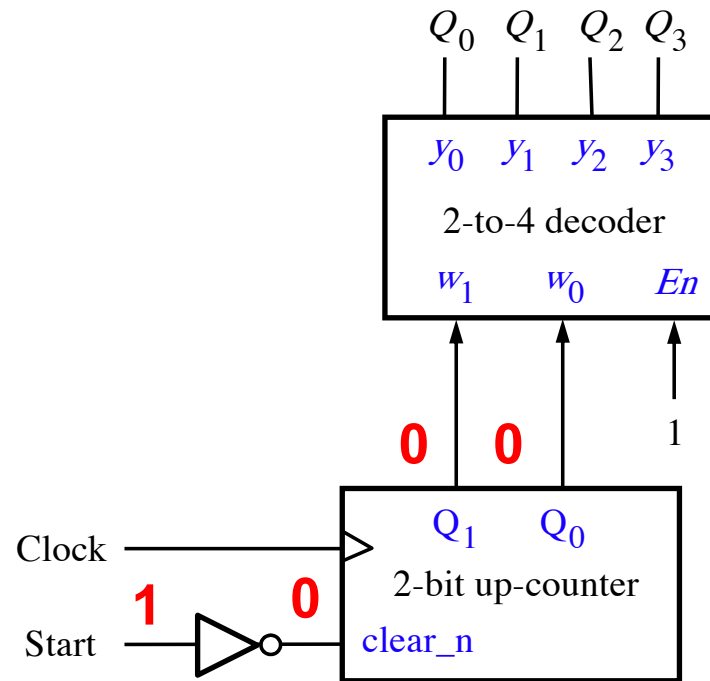 Q0 Q1 Q2 Q3
y0 y1 y2 y3
2-to-4 decoder
w1 w0 En
0 0 1
Q1 Q0
Clock
2-bit up-counter
1 0
Start clear_n